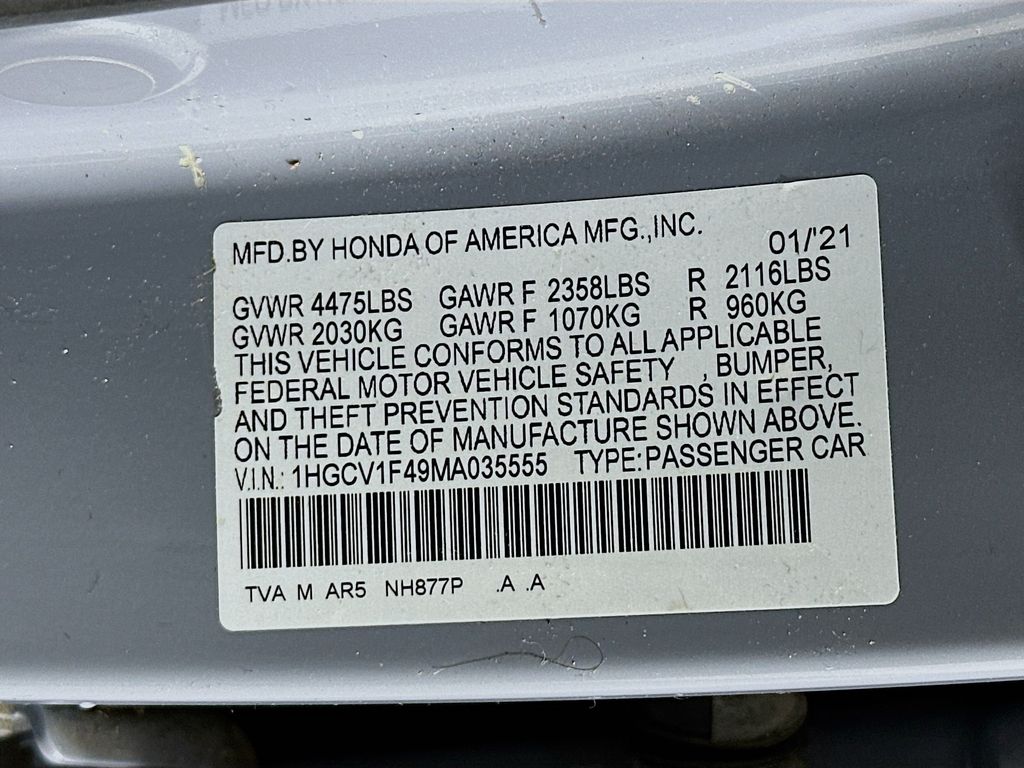 MFD.BY HONDA OF AMERICA MFG.,INC. 01/'21
GVWR 4475LBS GAWR F 2358LBS R 2116LBS
GVWR 2030KG GAWR F 1070KG R 960KG
THIS VEHICLE CONFORMS TO ALL APPLICABLE
FEDERAL MOTOR VEHICLE SAFETY , BUMPER,
AND THEFT PREVENTION STANDARDS IN EFFECT
ON THE DATE OF MANUFACTURE SHOWN ABOVE.
V.I.N.: 1HGCV1F49MA035555 TYPE:PASSENGER CAR
TVA M AR5 NH877P .A .A